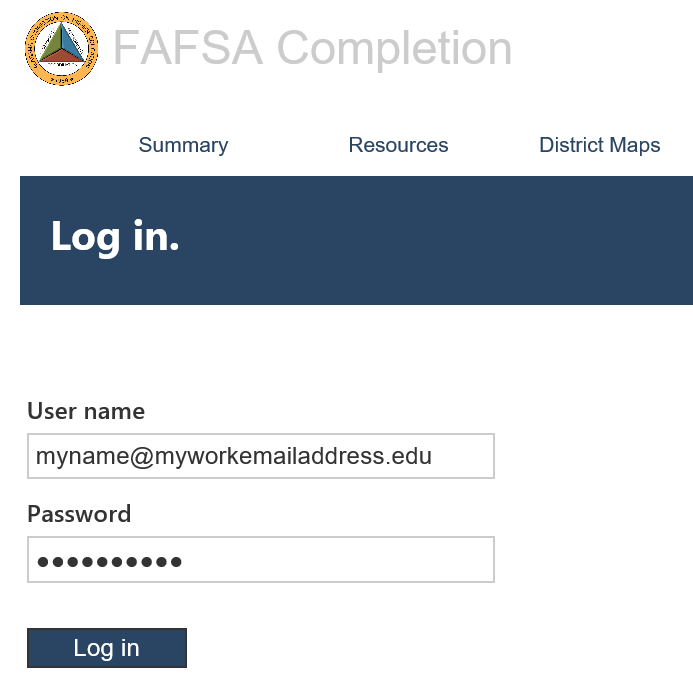 FAFSA Completion
Summary Resources District Maps
Log in.
User name
myname@myworkemailaddress.edu
Password
●●●●●●●●●●
Log in